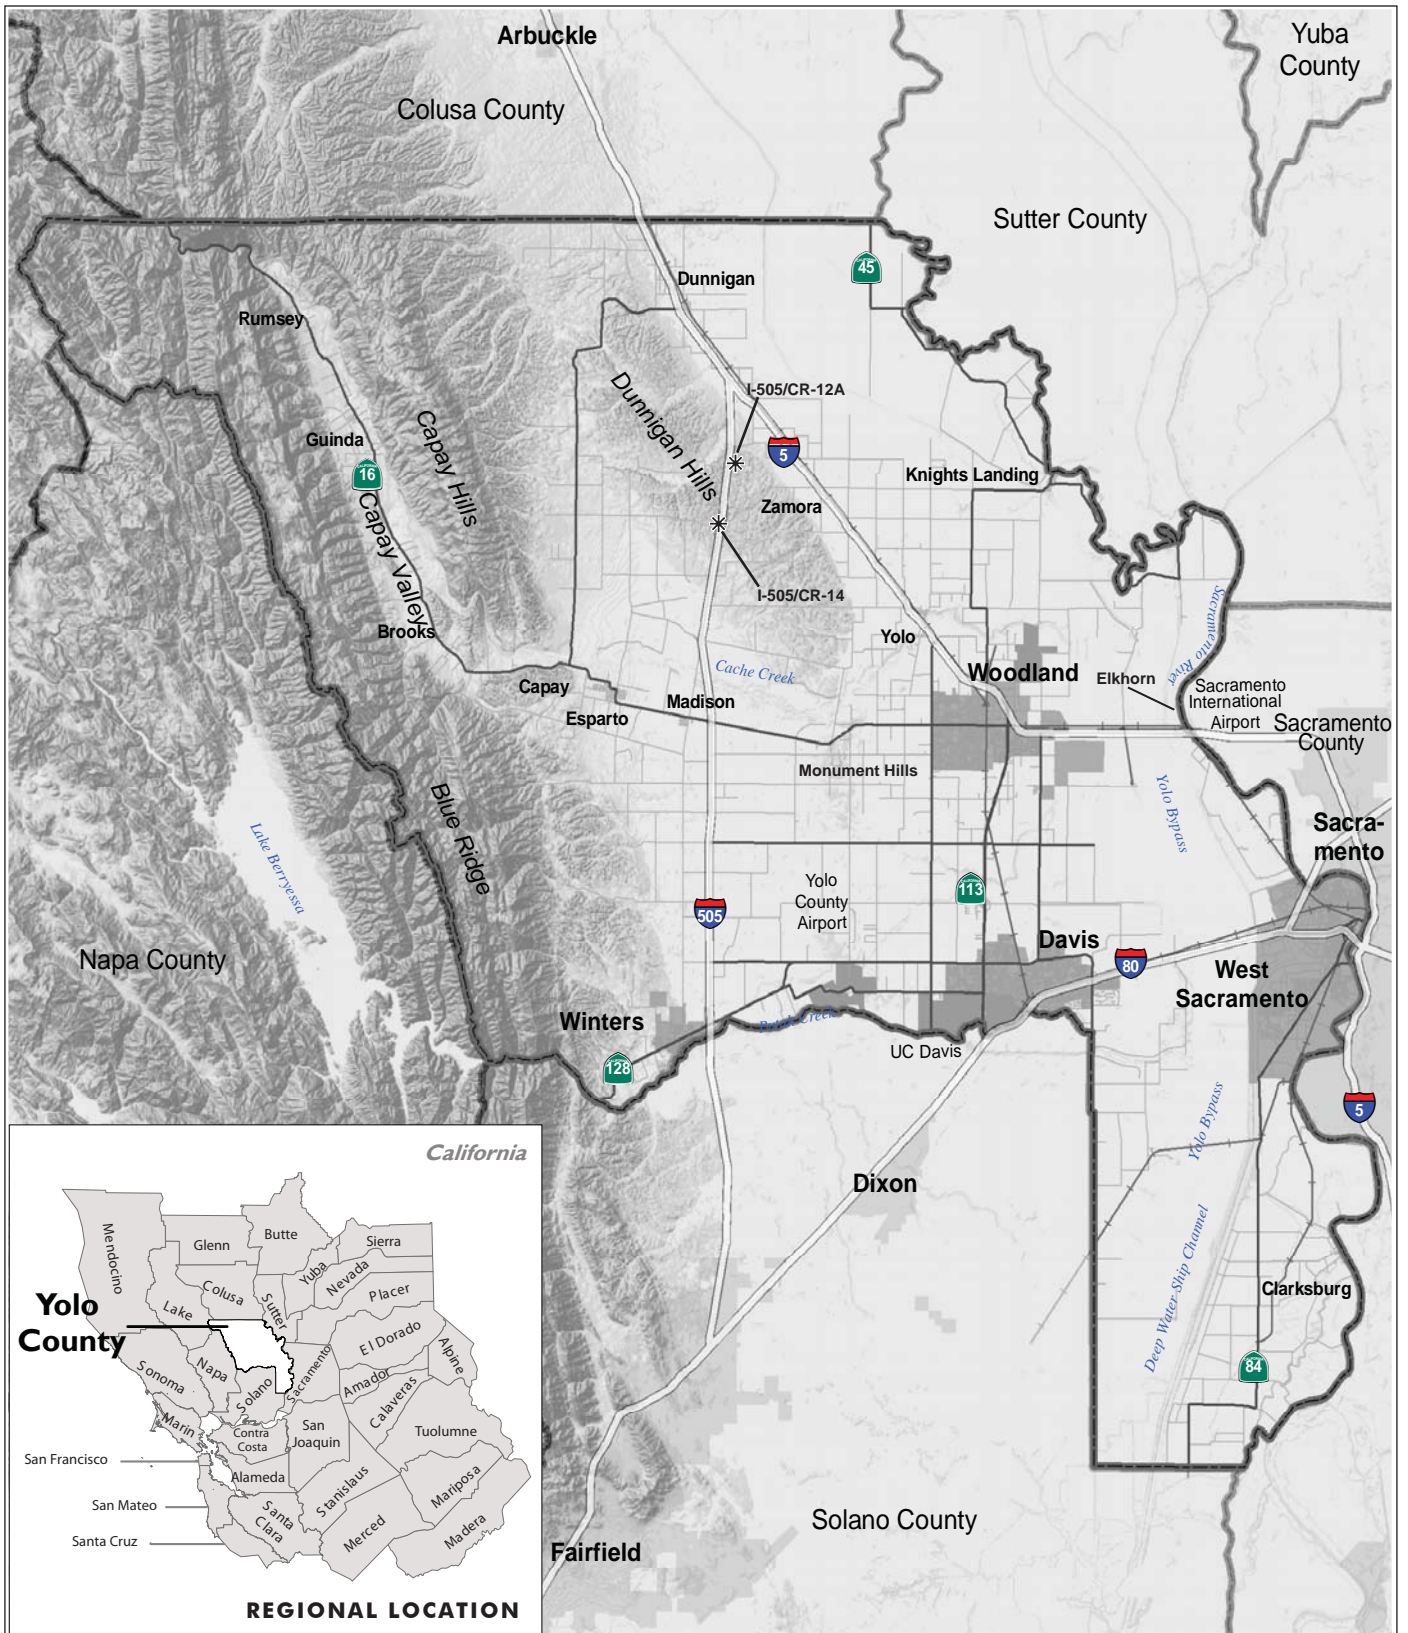 Arbuckle
Yuba
County
Colusa County
Sutter County
CALIFORNIA
45
Dunnigan
Rumsey
I-505/CR-12A
Dunnigan Hills
Capay Hills
Guinda
CALIFORNIA
16
5
Knights Landing
Zamora
Capay Valley
I-505/CR-14
Sacramento River
Brooks
Yolo
Cache Creek
Woodland
Elkhorn
Capay
Madison
Esparto
Sacramento
International
Airport
Sacramento
County
Monument Hills
Yolo Bypass
Blue Ridge
Lake Berryessa
Sacra-
mento
Yolo
County
Airport
CALIFORNIA
113
505
Davis
80
Napa County
West
Sacramento
Winters
Putah Creek
UC Davis
CALIFORNIA
128
5
Yolo Bypass
Dixon
Deep Water Ship Channel
Clarksburg
CALIFORNIA
84
Solano County
Fairfield
California
Mendocino
Glenn
Butte
Sierra
Yuba
Nevada
Colusa
Sutter
Placer
Lake
Yolo
County
El Dorado
Alpine
Sonoma
Napa
Solano
Sacramento
Amador
Calaveras
Marin
Contra
Costa
San
Joaquin
Tuolumne
San Francisco
Alameda
Stanislaus
Mariposa
San Mateo
Santa
Clara
Merced
Madera
Santa Cruz
REGIONAL LOCATION